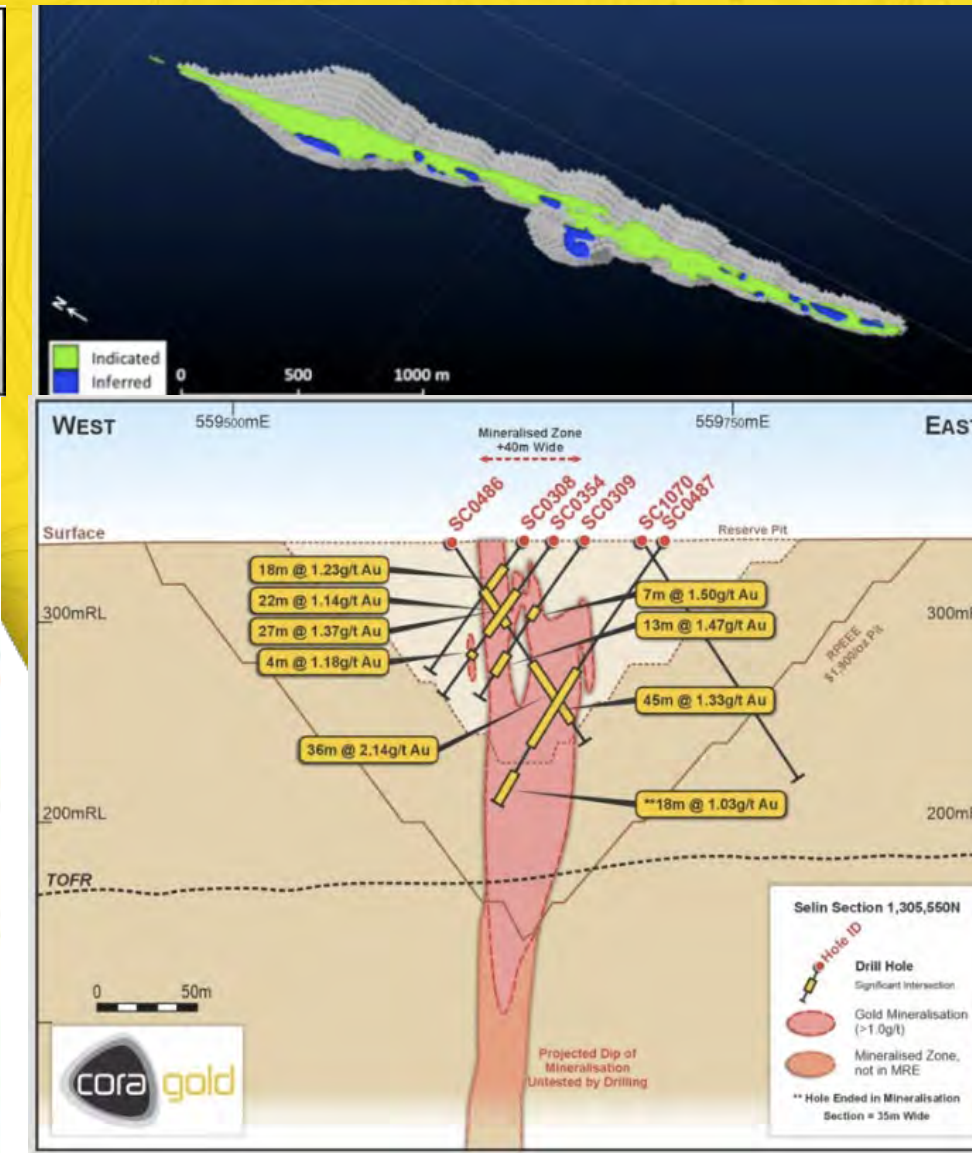 N
Indicated
Inferred
0 500 1000 m
WEST
559500mE
559750mE
EAST
Mineralised Zone
+40m Wide
SC0486
SC0308
SC0354
SC0309
SC1070
SC0487
Surface
Reserve Pit
18m @ 1.23g/t Au
22m @ 1.14g/t Au
27m @ 1.37g/t Au
4m @ 1.18g/t Au
36m @ 2.14g/t Au
7m @ 1.50g/t Au
13m @ 1.47g/t Au
45m @ 1.33g/t Au
**18m @ 1.03g/t Au
300mRL
300m
RPEEE
$1,900/oz Pit
200mRL
200m
TOFR
0 50m
cora gold
Projected Dip of
Mineralisation
Untested by Drilling
Selin Section 1,305,550N
Hole ID
Drill Hole
Significant Intersection
Gold Mineralisation
(>1.0g/t)
Mineralised Zone,
not in MRE
** Hole Ended in Mineralisation
Section = 35m Wide